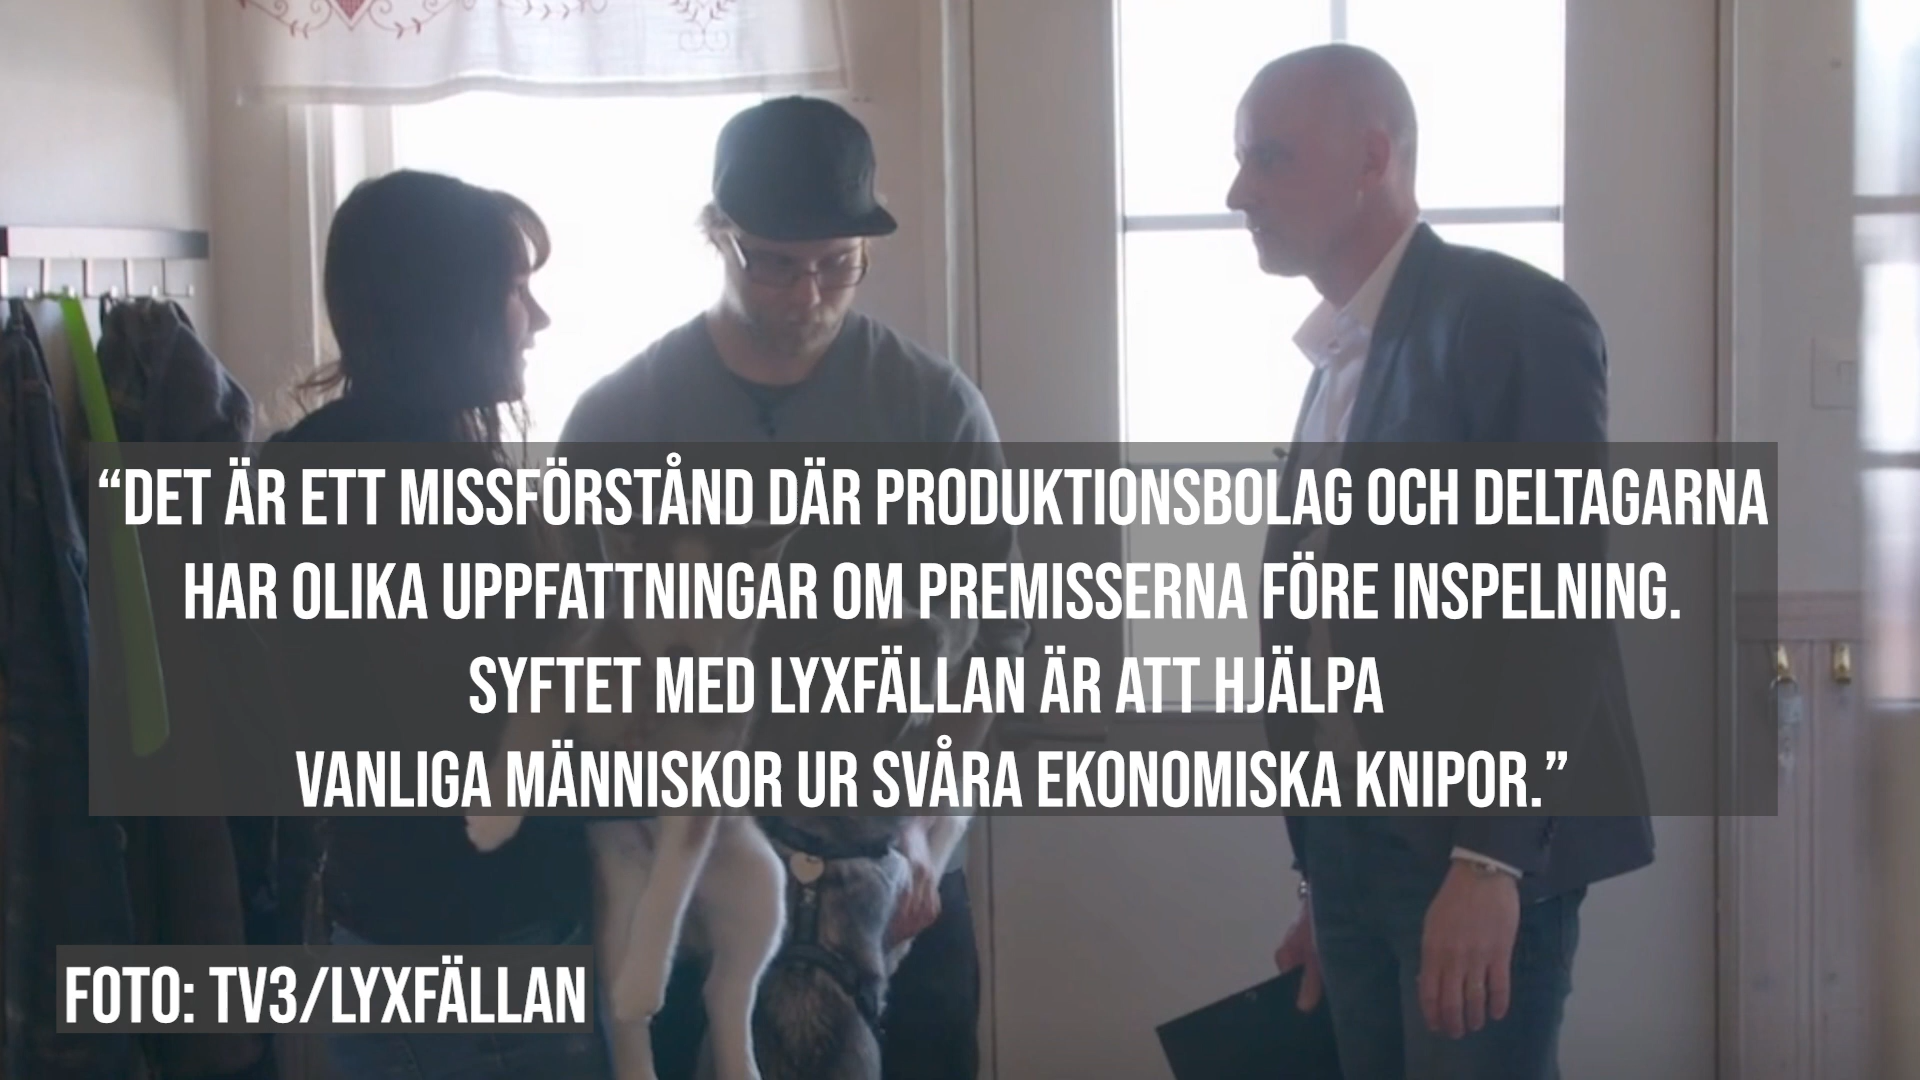 “DET ÄR ETT MISSFÖRSTÅND DÄR PRODUKTIONSBOLAG OCH DELTAGARNA
HAR OLIKA UPPFATTNINGAR OM PREMISSERNA FÖRE INSPELNING.
SYFTET MED LYXFÄLLAN ÄR ATT HJÄLPA
VANLIGA MÄNNISKOR UR SVÅRA EKONOMISKA KNIPOR.”
FOTO: TV3/LYXFÄLLAN